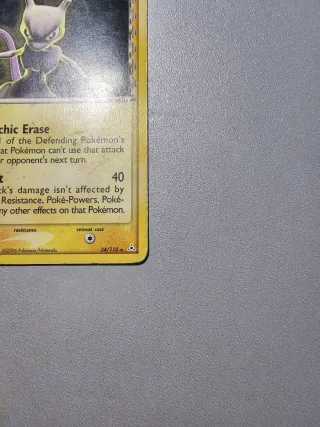 chic Erase
of the Defending Pokémon's
at Pokémon can't use that attack
r opponent's next turn.
t 40
ck's damage isn't affected by
Resistance, Poké-Powers, Poké-
ny other effects on that Pokémon.
resistance retreat cost
©2006 Pokémon/Nintendo
24/110